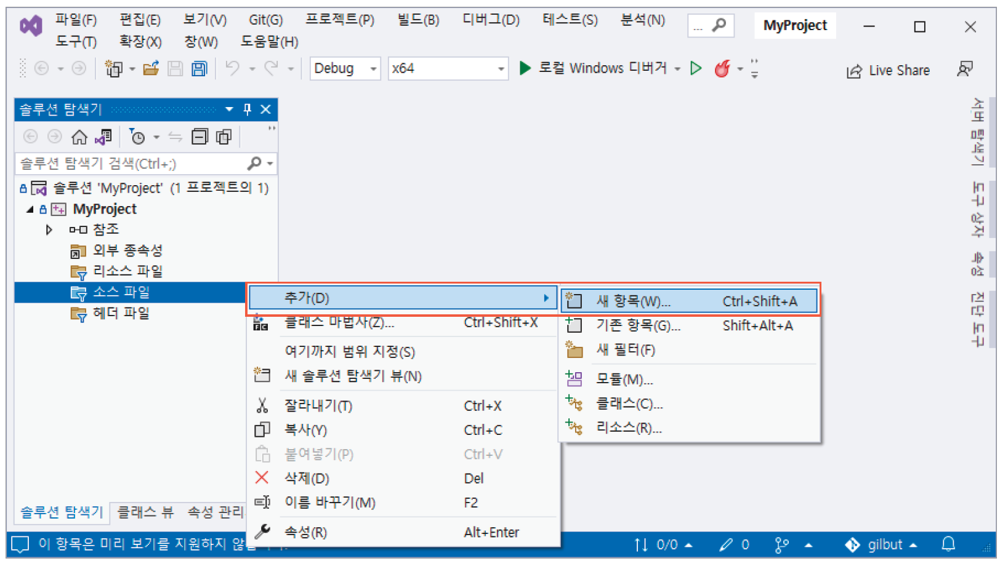 파일(F) 편집(E) 보기(V) Git(G) 프로젝트(P) 빌드(B) 디버그(D) 테스트(S) 분석(N) ... MyProject
도구(T) 확장(X) 창(W) 도움말(H)
Debug x64 로컬 Windows 디버거 Live Share
솔루션 탐색기
솔루션 탐색기 검색(Ctrl+;)
솔루션 'MyProject' (1 프로젝트의 1)
MyProject
참조
외부 종속성
리소스 파일
소스 파일
헤더 파일
추가(D)
클래스 마법사(Z)... Ctrl+Shift+X
여기까지 범위 지정(S)
새 솔루션 탐색기 뷰(N)
잘라내기(T) Ctrl+X
복사(Y) Ctrl+C
붙여넣기(P) Ctrl+V
삭제(D) Del
이름 바꾸기(M) F2
속성(R) Alt+Enter
새 항목(W)... Ctrl+Shift+A
기존 항목(G)... Shift+Alt+A
새 필터(F)
모듈(M)...
클래스(C)...
리소스(R)...
서버 탐색기
도구 상자
속성
진단 도구
솔루션 탐색기 클래스 뷰 속성 관리
이 항목은 미리 보기를 지원하지 0/0 0 gilbut